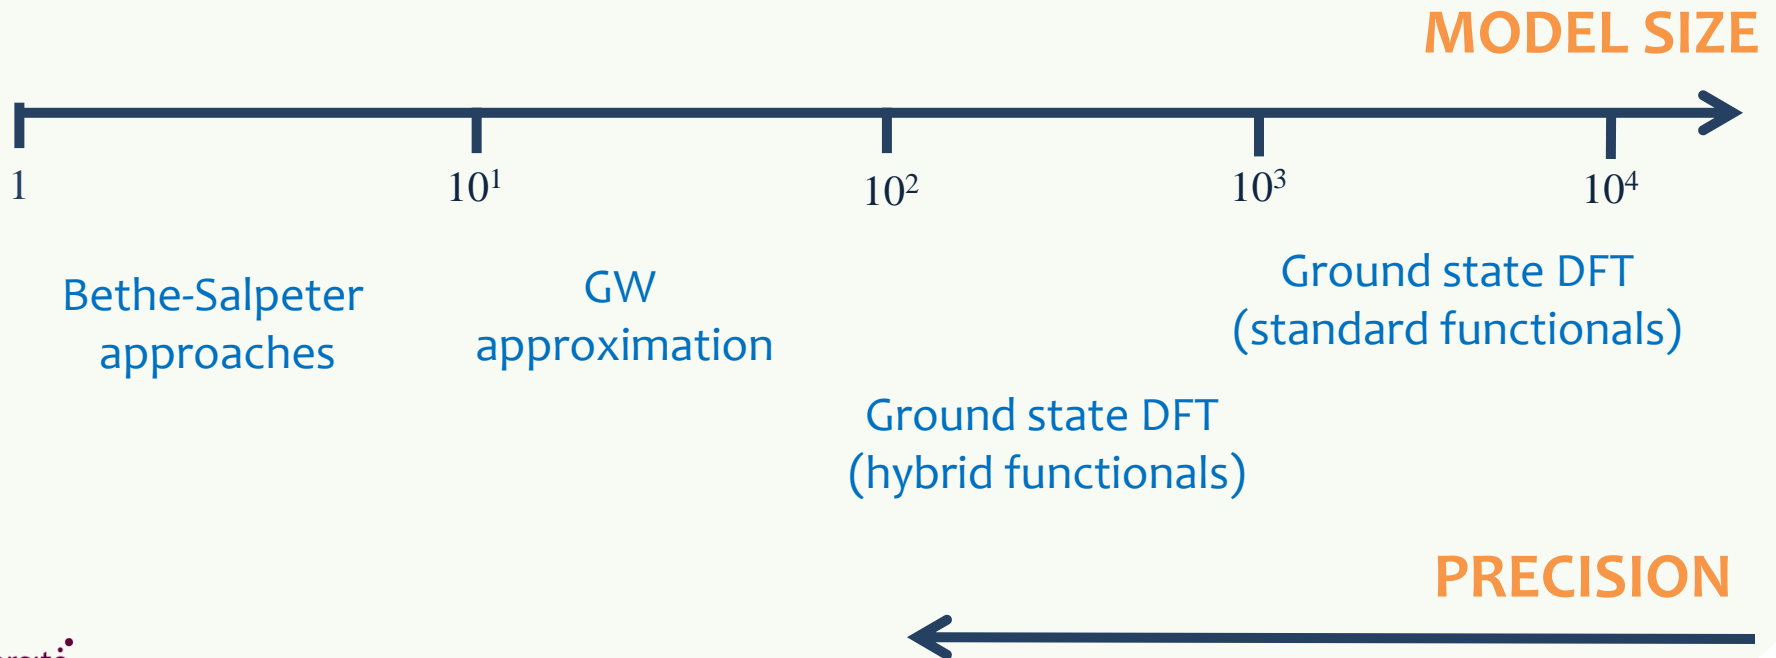 MODEL SIZE
1
10¹
10²
10³
10⁴
Bethe-Salpeter
approaches
GW
approximation
Ground state DFT
(standard functionals)
Ground state DFT
(hybrid functionals)
PRECISION